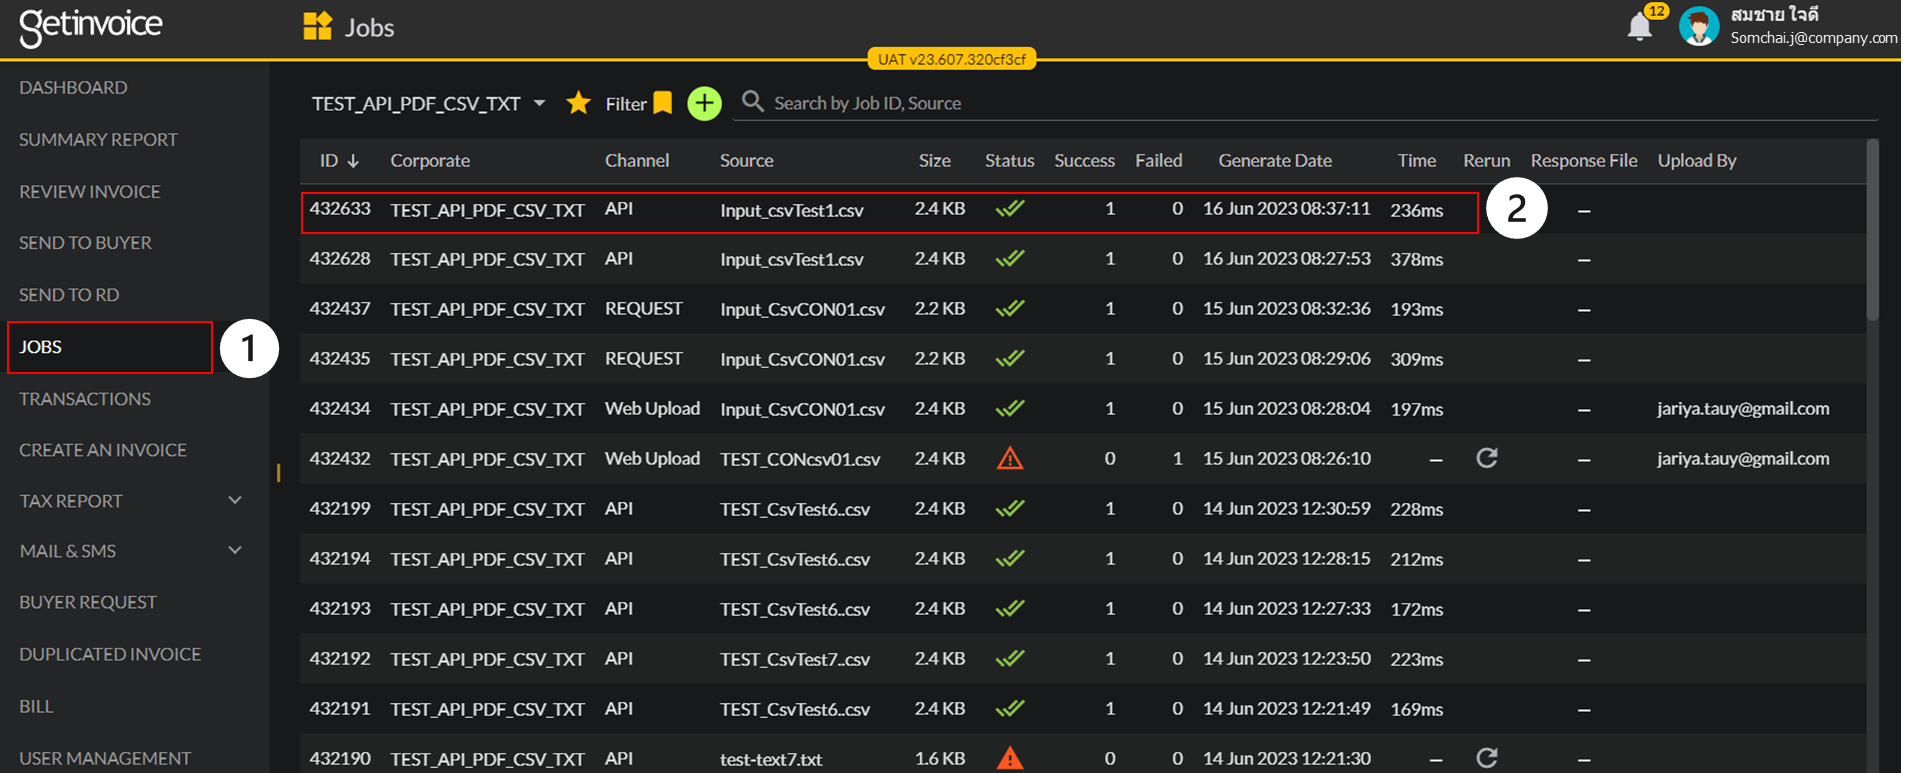 getinvoice
Jobs
12
สมชาย ใจดี
Somchai.j@company.com
UAT v23.607.320cf3cf
DASHBOARD
SUMMARY REPORT
REVIEW INVOICE
SEND TO BUYER
SEND TO RD
JOBS
1
TRANSACTIONS
CREATE AN INVOICE
TAX REPORT
MAIL & SMS
BUYER REQUEST
DUPLICATED INVOICE
BILL
USER MANAGEMENT
TEST_API_PDF_CSV_TXT Filter Search by Job ID, Source
ID Corporate Channel Source Size Status Success Failed Generate Date Time Rerun Response File Upload By
432633 TEST_API_PDF_CSV_TXT API Input_csvTest1.csv 2.4 KB 1 0 16 Jun 2023 08:37:11 236ms 2 –
432628 TEST_API_PDF_CSV_TXT API Input_csvTest1.csv 2.4 KB 1 0 16 Jun 2023 08:27:53 378ms –
432437 TEST_API_PDF_CSV_TXT REQUEST Input_CsvCON01.csv 2.2 KB 1 0 15 Jun 2023 08:32:36 193ms –
432435 TEST_API_PDF_CSV_TXT REQUEST Input_CsvCON01.csv 2.2 KB 1 0 15 Jun 2023 08:29:06 309ms –
432434 TEST_API_PDF_CSV_TXT Web Upload Input_CsvCON01.csv 2.4 KB 1 0 15 Jun 2023 08:28:04 197ms – jariya.tauy@gmail.com
432432 TEST_API_PDF_CSV_TXT Web Upload TEST_CONcsv01.csv 2.4 KB 0 1 15 Jun 2023 08:26:10 – – jariya.tauy@gmail.com
432199 TEST_API_PDF_CSV_TXT API TEST_CsvTest6..csv 2.4 KB 1 0 14 Jun 2023 12:30:59 228ms –
432194 TEST_API_PDF_CSV_TXT API TEST_CsvTest6..csv 2.4 KB 1 0 14 Jun 2023 12:28:15 212ms –
432193 TEST_API_PDF_CSV_TXT API TEST_CsvTest6..csv 2.4 KB 1 0 14 Jun 2023 12:27:33 172ms –
432192 TEST_API_PDF_CSV_TXT API TEST_CsvTest7..csv 2.4 KB 1 0 14 Jun 2023 12:23:50 223ms –
432191 TEST_API_PDF_CSV_TXT API TEST_CsvTest6..csv 2.4 KB 1 0 14 Jun 2023 12:21:49 169ms –
432190 TEST_API_PDF_CSV_TXT API test-text7.txt 1.6 KB 0 0 14 Jun 2023 12:21:30 – –